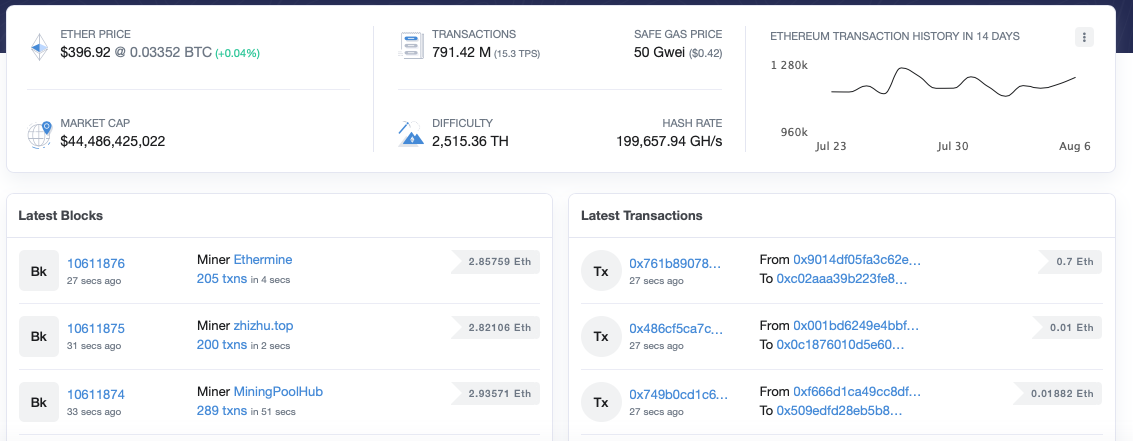 ETHER PRICE
$396.92 @ 0.03352 BTC (+0.04%)
MARKET CAP
$44,486,425,022
TRANSACTIONS
791.42 M (15.3 TPS)
SAFE GAS PRICE
50 Gwei ($0.42)
DIFFICULTY
2,515.36 TH
HASH RATE
199,657.94 GH/s
ETHEREUM TRANSACTION HISTORY IN 14 DAYS
1 280k
960k
Jul 23 Jul 30 Aug 6
Latest Blocks
Bk
10611876
27 secs ago
Miner Ethermine
205 txns in 4 secs
2.85759 Eth
Bk
10611875
31 secs ago
Miner zhizhu.top
200 txns in 2 secs
2.82106 Eth
Bk
10611874
33 secs ago
Miner MiningPoolHub
289 txns in 51 secs
2.93571 Eth
Latest Transactions
Tx
0x761b89078...
27 secs ago
From 0x9014df05fa3c62e...
To 0xc02aaa39b223fe8...
0.7 Eth
Tx
0x486cf5ca7c...
27 secs ago
From 0x001bd6249e4bbf...
To 0x0c1876010d5e60...
0.01 Eth
Tx
0x749b0cd1c6...
27 secs ago
From 0xf666d1ca49cc8df...
To 0x509edfd28eb5b8...
0.01882 Eth